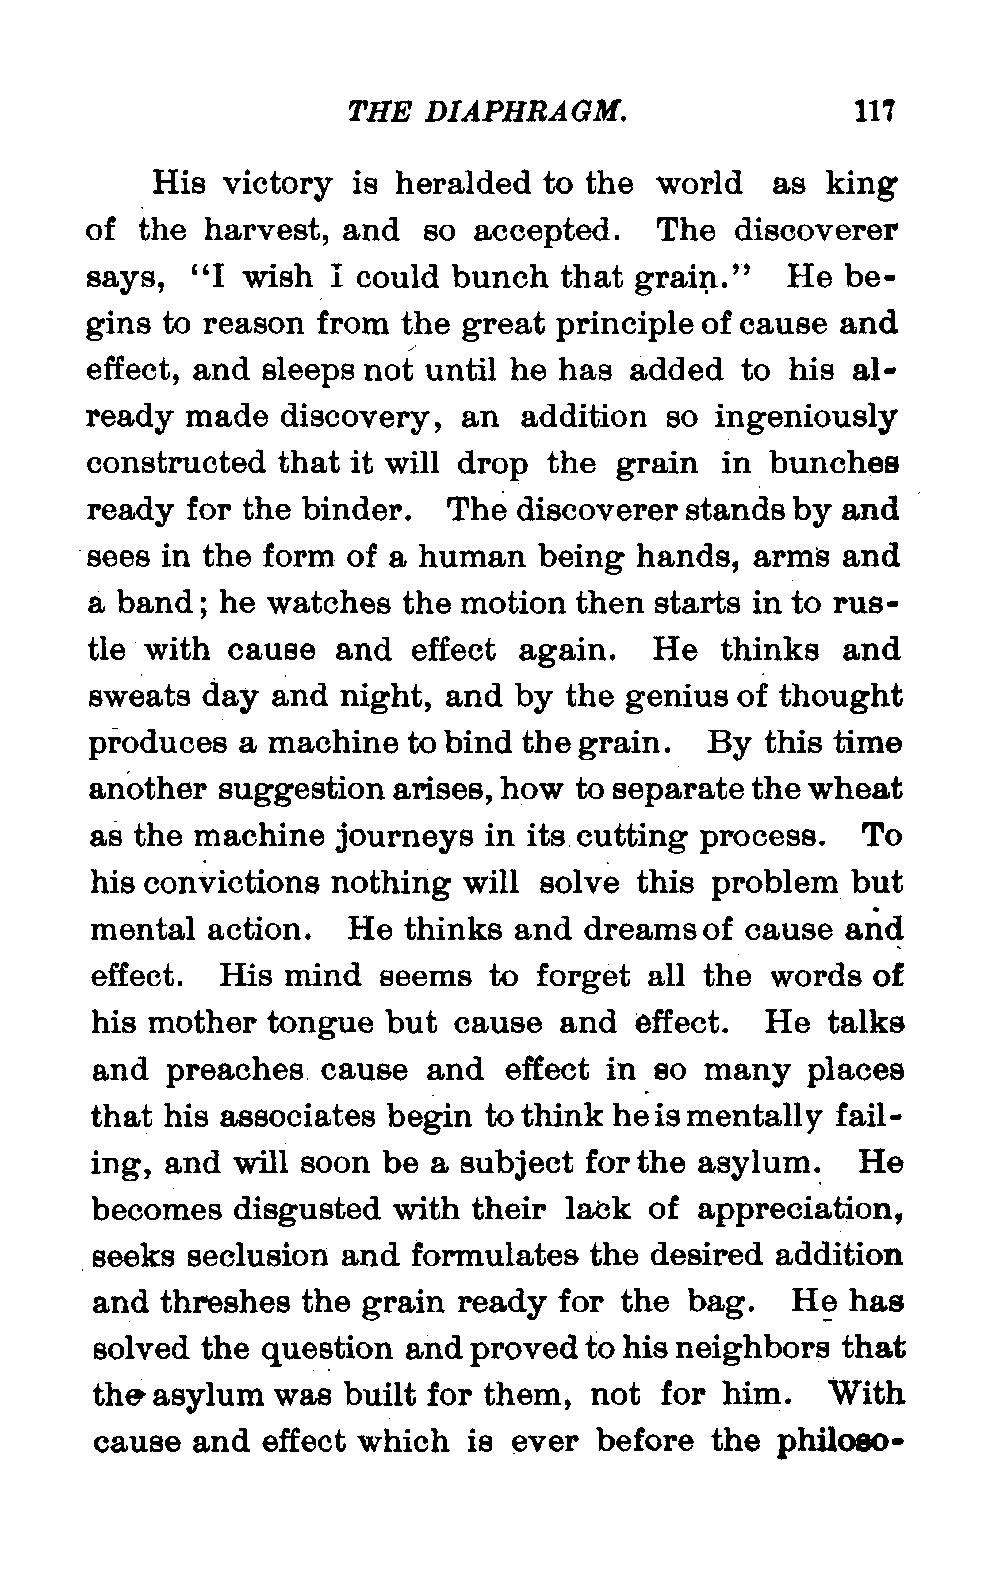 THE DIAPHRAGM. 117
His victory is heralded to the world as king
of the harvest, and so accepted. The discoverer
says, “I wish I could bunch that grain.” He be-
gins to reason from the great principle of cause and
effect, and sleeps not until he has added to his al-
ready made discovery, an addition so ingeniously
constructed that it will drop the grain in bunches
ready for the binder. The discoverer stands by and
sees in the form of a human being hands, arms and
a band; he watches the motion then starts in to rus-
tle with cause and effect again. He thinks and
sweats day and night, and by the genius of thought
produces a machine to bind the grain. By this time
another suggestion arises, how to separate the wheat
as the machine journeys in its cutting process. To
his convictions nothing will solve this problem but
mental action. He thinks and dreams of cause and
effect. His mind seems to forget all the words of
his mother tongue but cause and effect. He talks
and preaches cause and effect in so many places
that his associates begin to think he is mentally fail-
ing, and will soon be a subject for the asylum. He
becomes disgusted with their lack of appreciation,
seeks seclusion and formulates the desired addition
and threshes the grain ready for the bag. He has
solved the question and proved to his neighbors that
the asylum was built for them, not for him. With
cause and effect which is ever before the philoso-